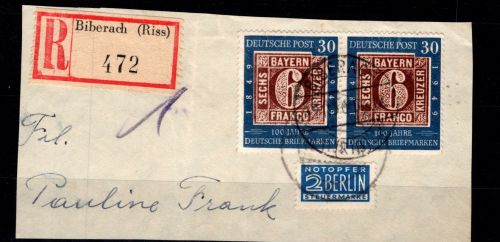 R
Biberach (Riss)
472
DEUTSCHE POST 30
1849
BAYERN
SECHS
6
KREUZER
FRANCO
1949
100 JAHRE
DEUTSCHE BRIEFMARKEN
DEUTSCHE POST 30
1849
BAYERN
SECHS
6
KREUZER
FRANCO
1949
100 JAHRE
DEUTSCHE BRIEFMARKEN
NOTOPFER
2 BERLIN
STEUERMARKE
Frl.
Pauline Frank